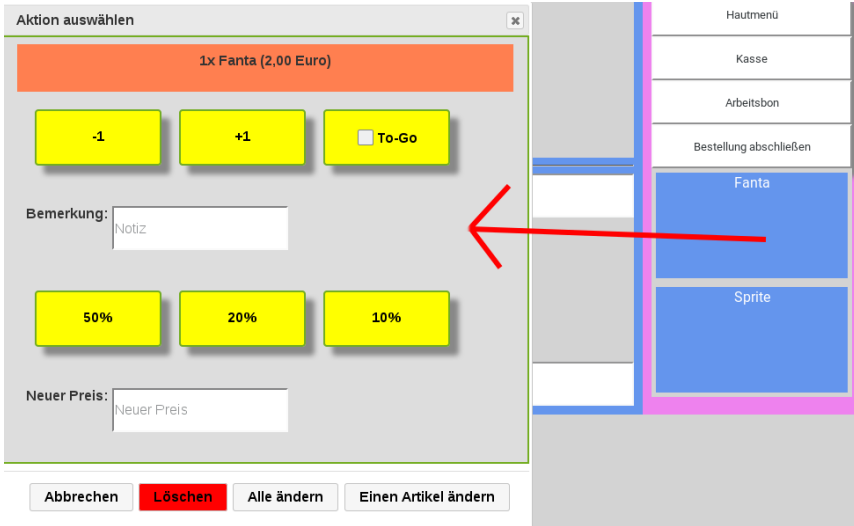 Aktion auswählen
1x Fanta (2,00 Euro)
-1
+1
To-Go
Bemerkung:
Notiz
50%
20%
10%
Neuer Preis:
Neuer Preis
Abbrechen
Löschen
Alle ändern
Einen Artikel ändern
Hautmenü
Kasse
Arbeitsbon
Bestellung abschließen
Fanta
Sprite